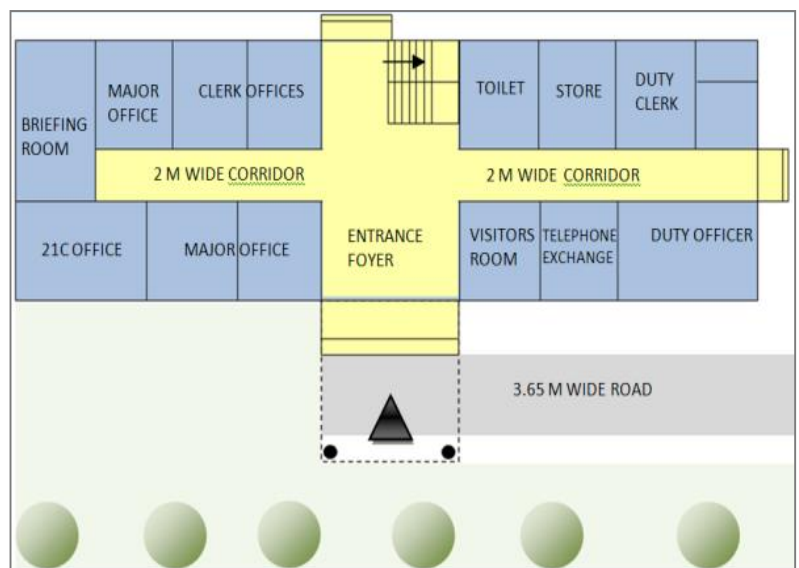 BRIEFING
ROOM
MAJOR
OFFICE
CLERK OFFICES
TOILET
STORE
DUTY
CLERK
2 M WIDE CORRIDOR
2 M WIDE CORRIDOR
21C OFFICE
MAJOR OFFICE
ENTRANCE
FOYER
VISITORS
ROOM
TELEPHONE
EXCHANGE
DUTY OFFICER
3.65 M WIDE ROAD